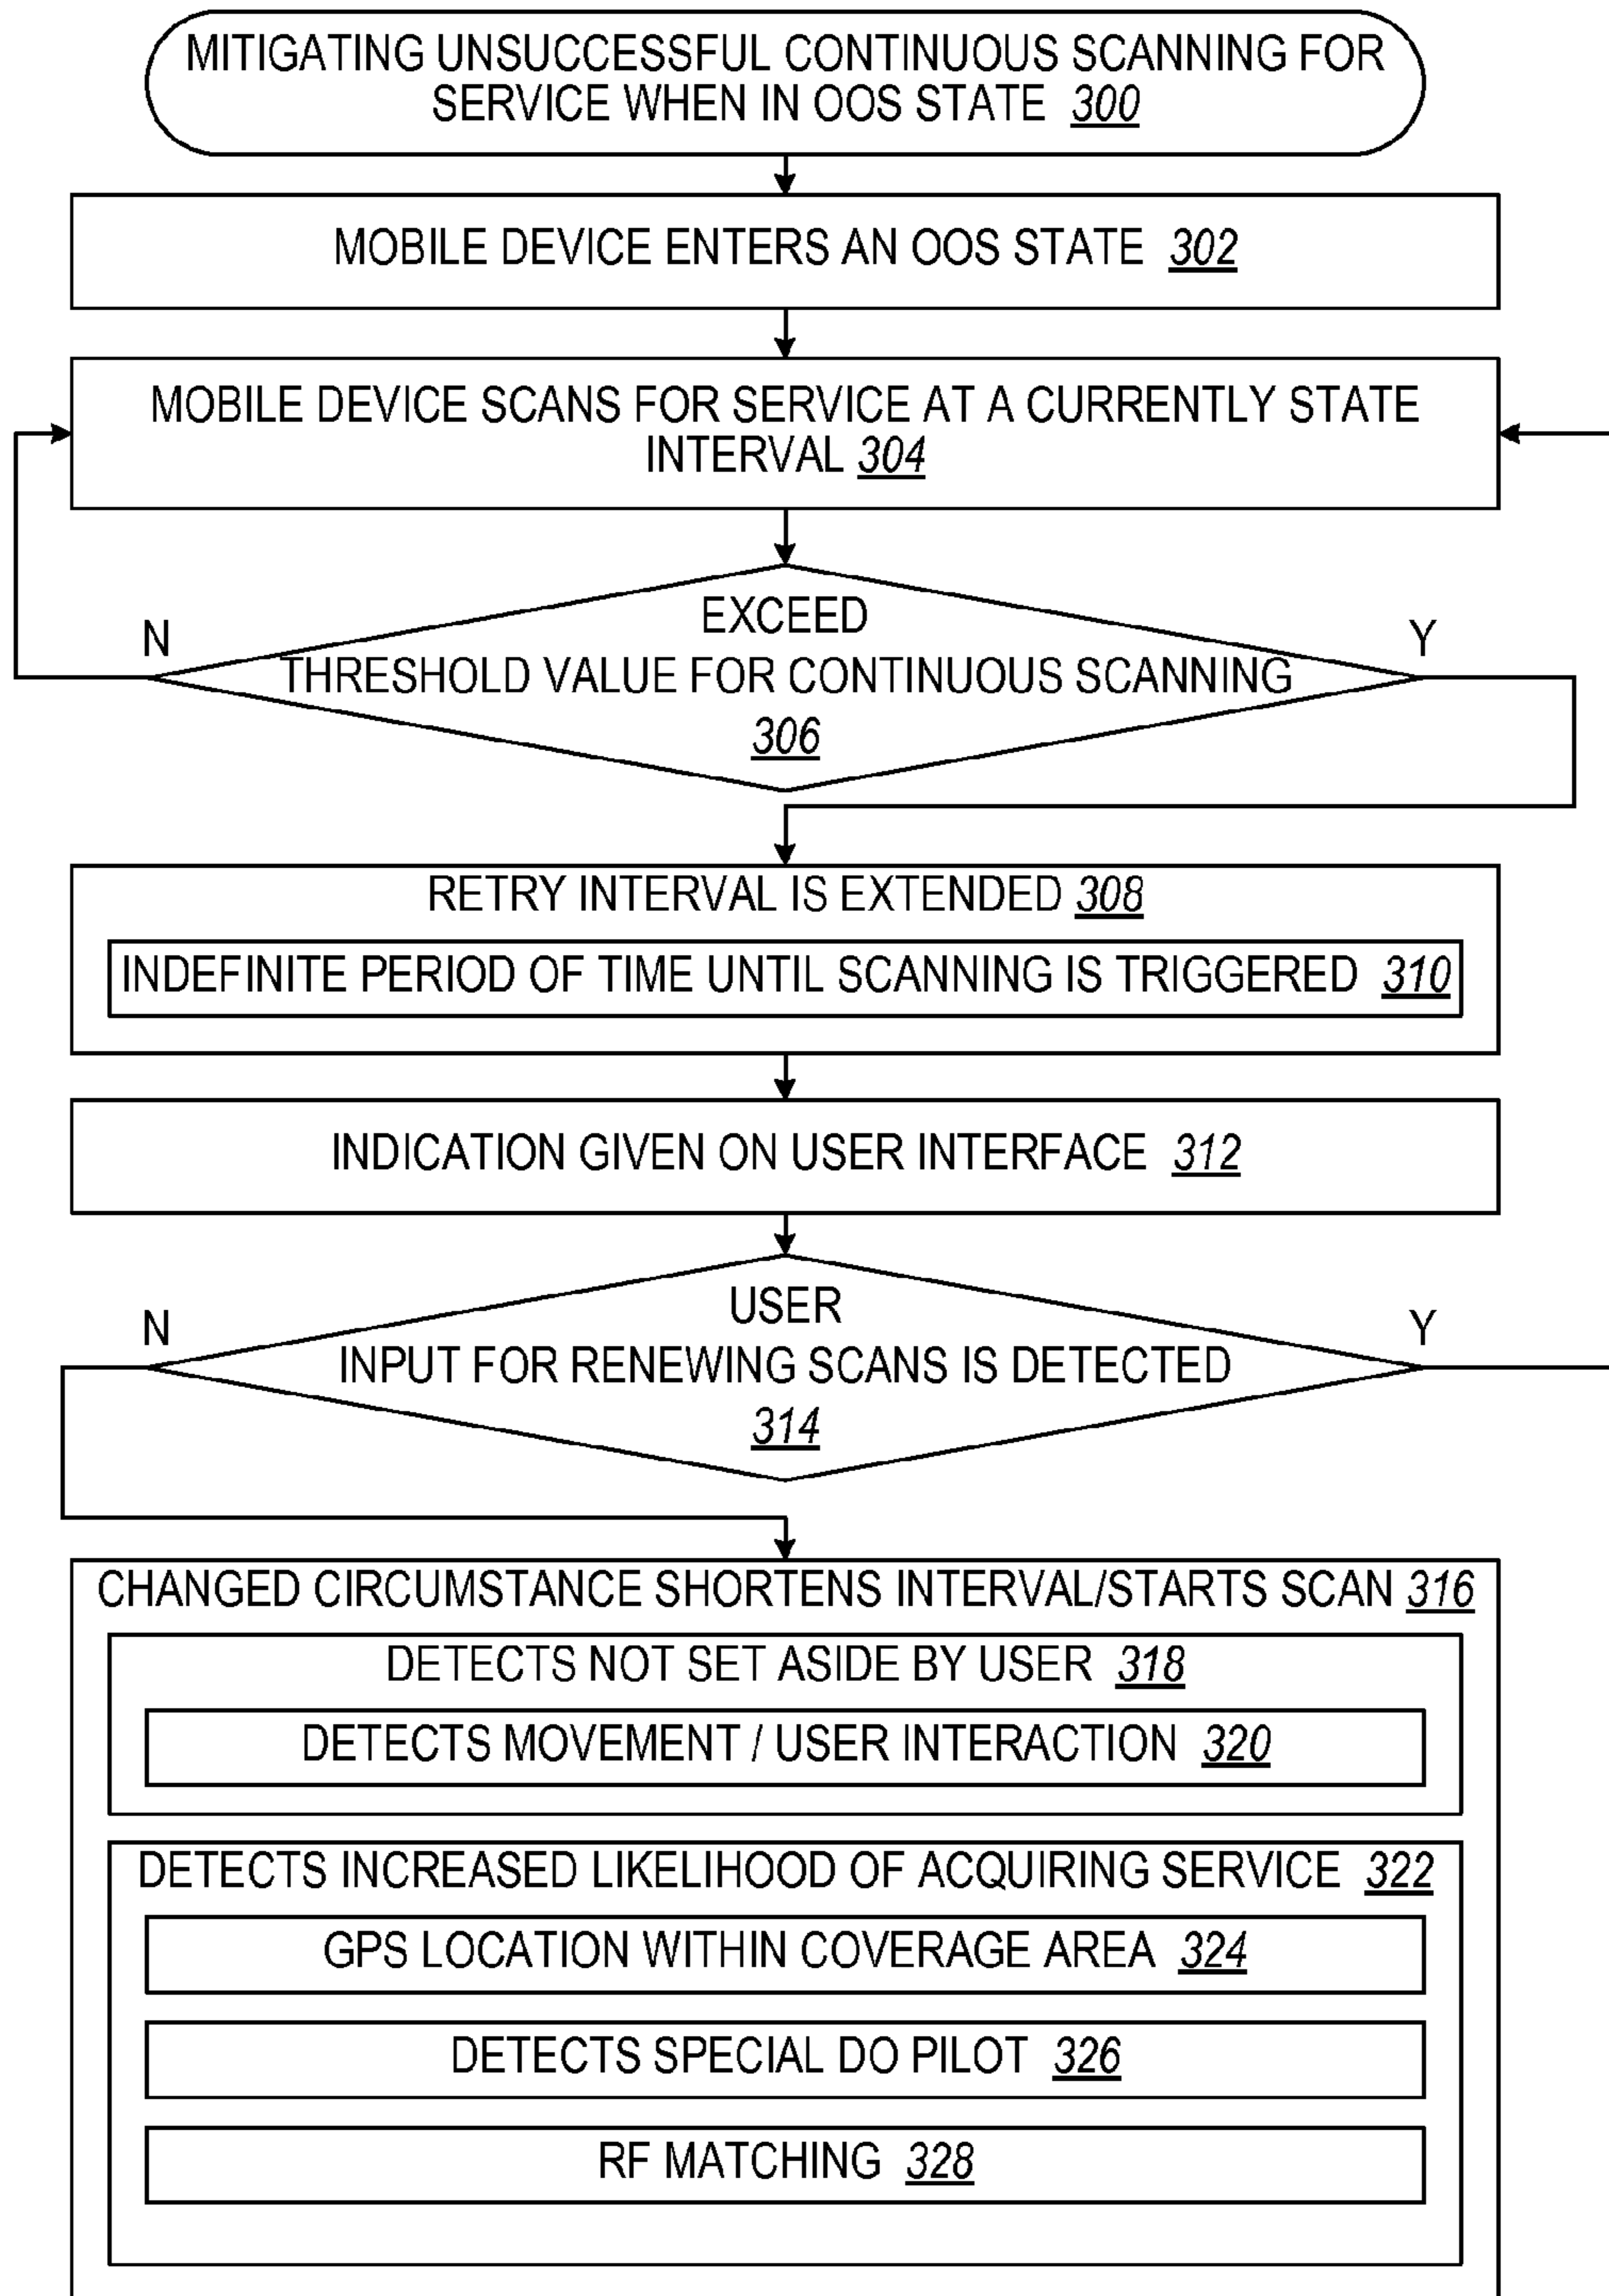 MITIGATING UNSUCCESSFUL CONTINUOUS SCANNING FOR
SERVICE WHEN IN OOS STATE 300
MOBILE DEVICE ENTERS AN OOS STATE 302
MOBILE DEVICE SCANS FOR SERVICE AT A CURRENTLY STATE
INTERVAL 304
EXCEED
N
Y
THRESHOLD VALUE FOR CONTINUOUS SCANNING
306
RETRY INTERVAL IS EXTENDED 308
INDEFINITE PERIOD OF TIME UNTIL SCANNING IS TRIGGERED 310
INDICATION GIVEN ON USER INTERFACE 312
USER
N
Y
INPUT FOR RENEWING SCANS IS DETECTED
314
CHANGED CIRCUMSTANCE SHORTENS INTERVAL/STARTS SCAN 316
DETECTS NOT SET ASIDE BY USER 318
DETECTS MOVEMENT / USER INTERACTION 320
DETECTS INCREASED LIKELIHOOD OF ACQUIRING SERVICE 322
GPS LOCATION WITHIN COVERAGE AREA 324
DETECTS SPECIAL DO PILOT 326
RF MATCHING 328